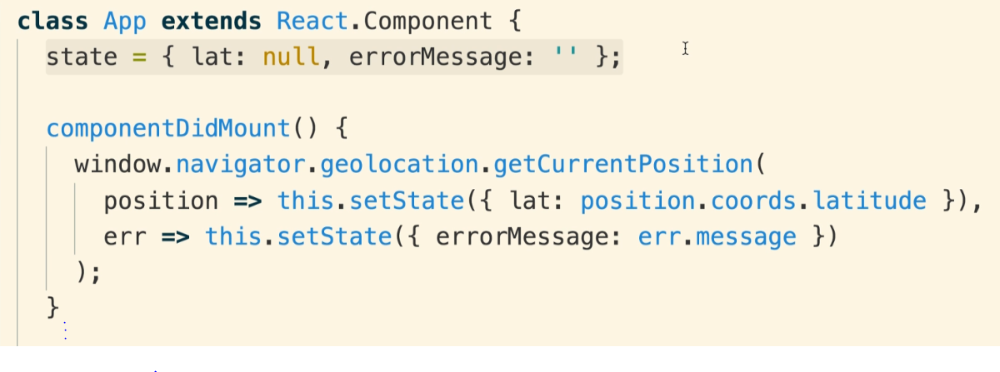 class App extends React.Component {
state = { lat: null, errorMessage: '' };
componentDidMount() {
window.navigator.geolocation.getCurrentPosition(
position => this.setState({ lat: position.coords.latitude }),
err => this.setState({ errorMessage: err.message })
);
}